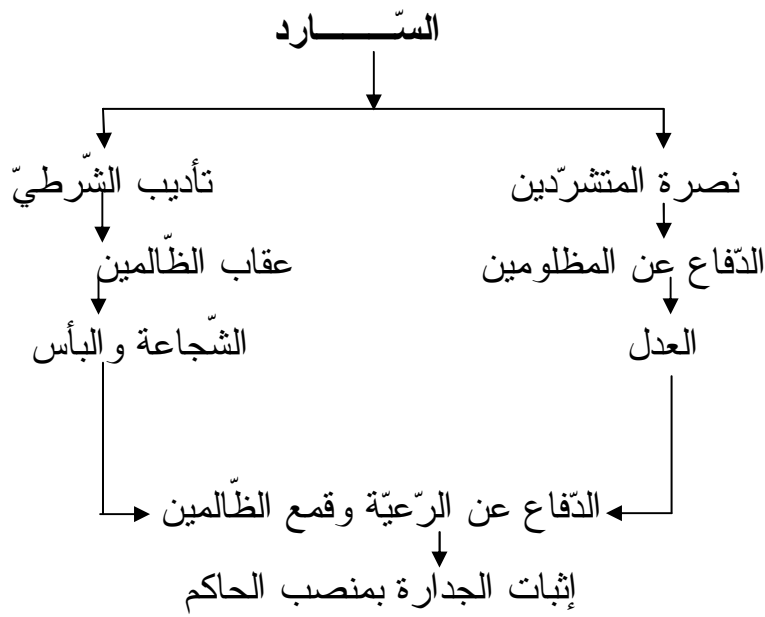 السّـــــــارد
نصرة المتشرّدين
تأديب الشّرطيّ
الدّفاع عن المظلومين
عقاب الظّالمين
العدل
الشّجاعة والبأس
الدّفاع عن الرّعيّة وقمع الظّالمين
إثبات الجدارة بمنصب الحاكم